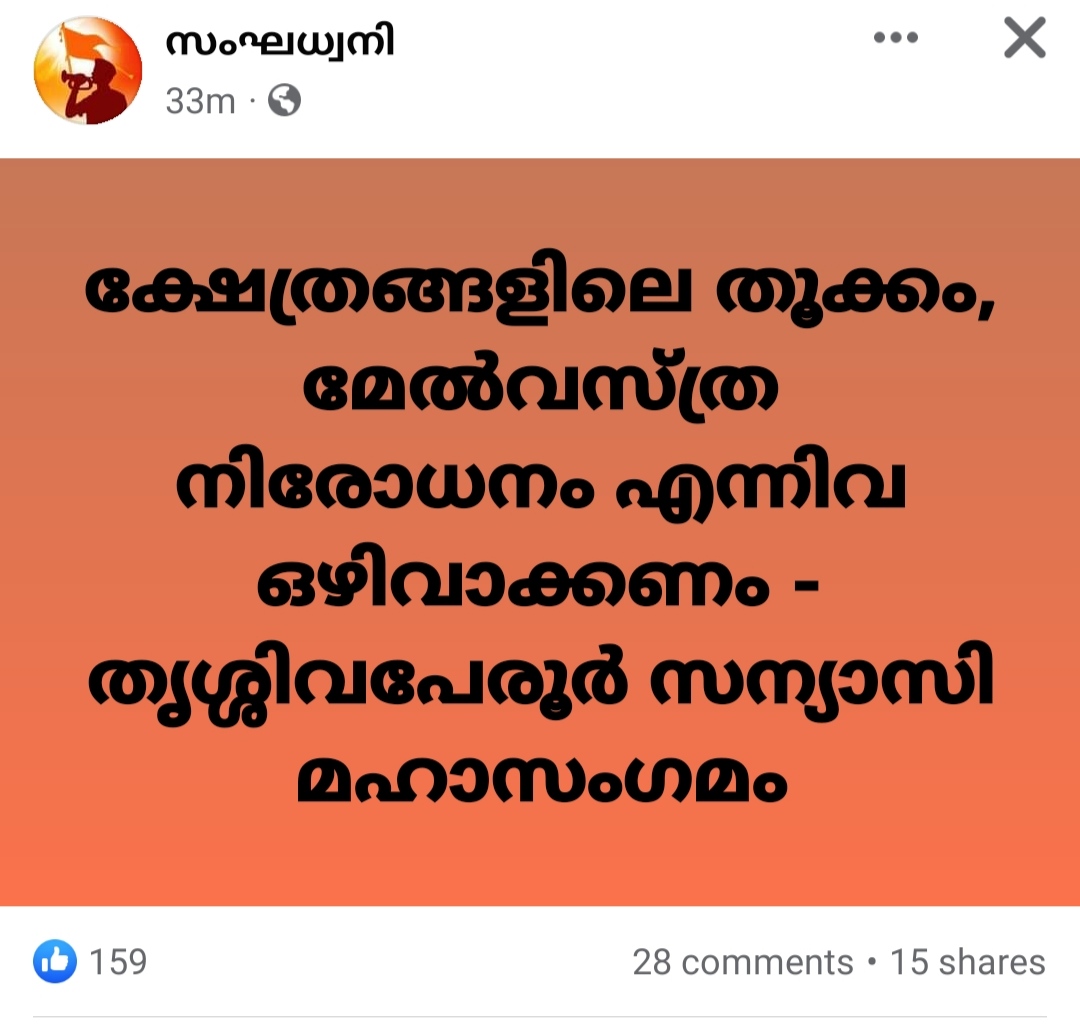 സംഘധ്വനി
33m ·
ക്ഷേത്രങ്ങളിലെ തൂക്കം,
മേൽവസ്ത്ര
നിരോധനം എന്നിവ
ഒഴിവാക്കണം -
തൃശ്ശിവപേരൂർ സന്യാസി
മഹാസംഗമം
159
28 comments • 15 shares